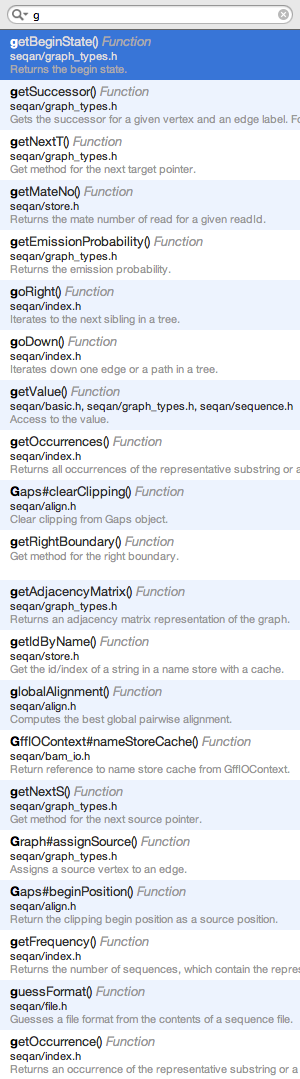 g
getBeginState() Function
seqan/graph_types.h
Returns the begin state.
getSuccessor() Function
seqan/graph_types.h
Gets the successor for a given vertex and an edge label. Fo
getNextT() Function
seqan/graph_types.h
Get method for the next target pointer.
getMateNo() Function
seqan/store.h
Returns the mate number of read for a given readId.
getEmissionProbability() Function
seqan/graph_types.h
Returns the emission probability.
goRight() Function
seqan/index.h
Iterates to the next sibling in a tree.
goDown() Function
seqan/index.h
Iterates down one edge or a path in a tree.
getValue() Function
seqan/basic.h, seqan/graph_types.h, seqan/sequence.h
Access to the value.
getOccurrences() Function
seqan/index.h
Returns all occurrences of the representative substring or a
Gaps#clearClipping() Function
seqan/align.h
Clear clipping from Gaps object.
getRightBoundary() Function
Get method for the right boundary.
getAdjacencyMatrix() Function
seqan/graph_types.h
Returns an adjacency matrix representation of the graph.
getIdByName() Function
seqan/store.h
Get the id/index of a string in a name store with a cache.
globalAlignment() Function
seqan/align.h
Computes the best global pairwise alignment.
GffIOContext#nameStoreCache() Function
seqan/bam_io.h
Return reference to name store cache from GffIOContext.
getNextS() Function
seqan/graph_types.h
Get method for the next source pointer.
Graph#assignSource() Function
seqan/graph_types.h
Assigns a source vertex to an edge.
Gaps#beginPosition() Function
seqan/align.h
Return the clipping begin position as a source position.
getFrequency() Function
seqan/index.h
Returns the number of sequences, which contain the repres
guessFormat() Function
seqan/file.h
Guesses a file format from the contents of a sequence file.
getOccurrence() Function
seqan/index.h
Returns an occurrence of the representative substring or a